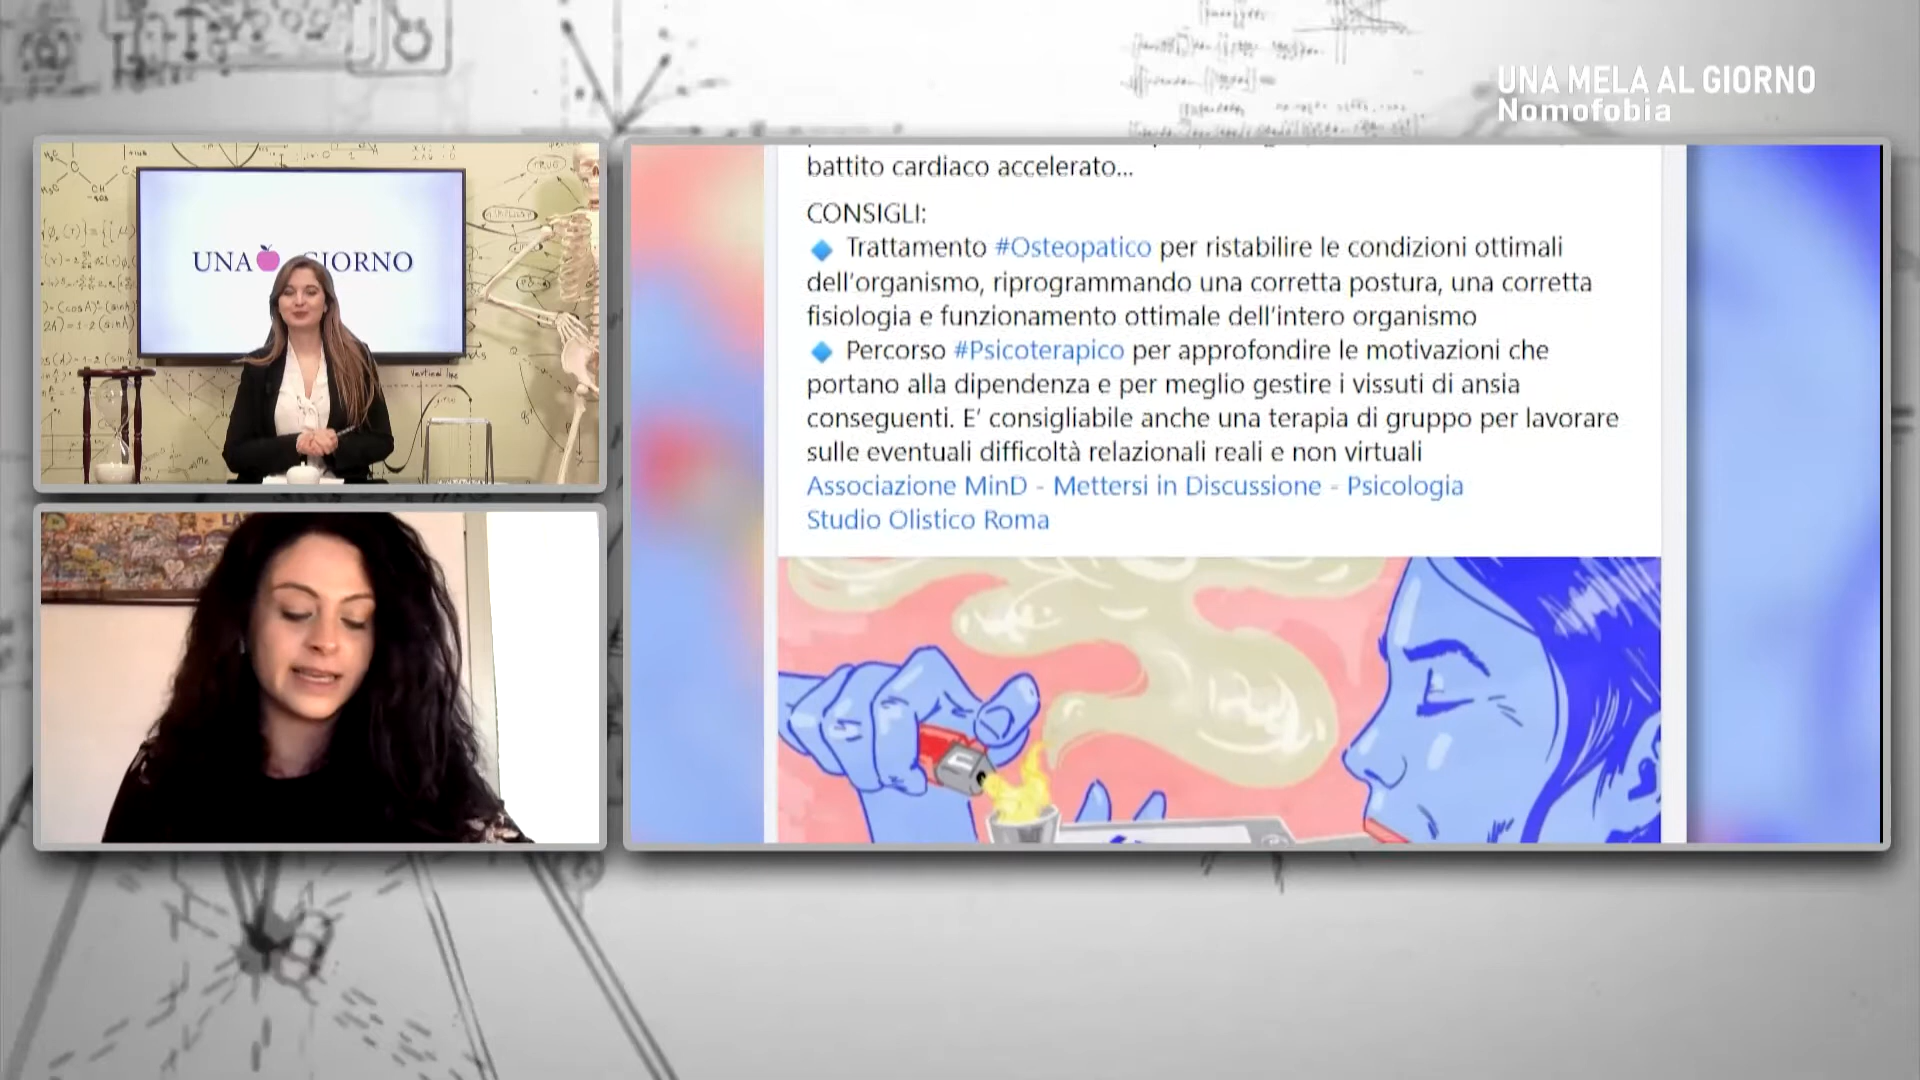 UNA MELA AL GIORNO
Nomofobia
UNA GIORNO
battito cardiaco accelerato...
CONSIGLI:
Trattamento #Osteopatico per ristabilire le condizioni ottimali
dell'organismo, riprogrammando una corretta postura, una corretta
fisiologia e funzionamento ottimale dell'intero organismo
Percorso #Psicoterapico per approfondire le motivazioni che
portano alla dipendenza e per meglio gestire i vissuti di ansia
conseguenti. E' consigliabile anche una terapia di gruppo per lavorare
sulle eventuali difficoltà relazionali reali e non virtuali
Associazione MinD - Mettersi in Discussione - Psicologia
Studio Olistico Roma
vertical line